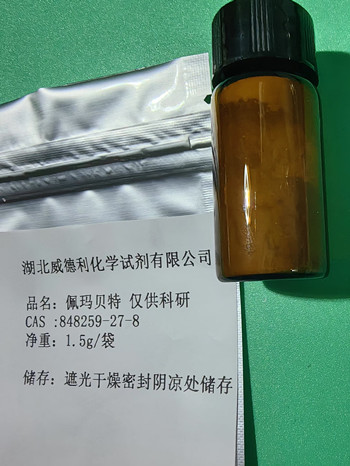 湖北威德利化学试剂有限公司
品名：佩玛贝特 仅供科研
CAS :848259-27-8
净重：1.5g/袋
储存：遮光干燥密封阴凉处储存